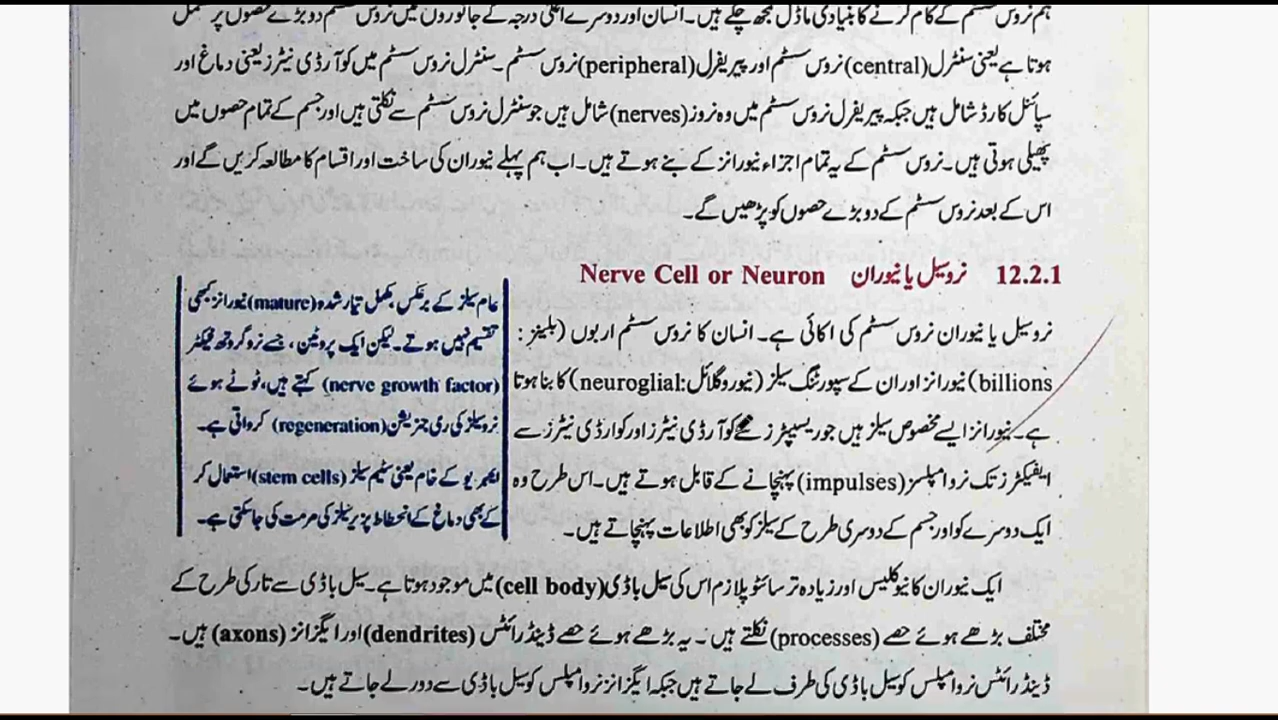 ہم نروس سسٹم کے کام کرنے کا بنیادی ماڈل سمجھ چکے ہیں۔ انسان اور دوسرے اعلیٰ درجہ کے جانوروں میں نروس سسٹم دو بڑے حصوں پر مشتمل
ہوتا ہے یعنی سنٹرل (central) نروس سسٹم اور پیریفرل (peripheral) نروس سسٹم ۔ سنٹرل نروس سسٹم میں کوآرڈی نیٹرز یعنی دماغ اور
سپائنل کارڈ شامل ہیں جبکہ پیریفرل نروس سسٹم میں وہ نروز (nerves) شامل ہیں جو سنٹرل نروس سسٹم سے نکلتی ہیں اور جسم کے تمام حصوں میں
پھیلی ہوتی ہیں۔ نروس سسٹم کے یہ تمام اجزاء نیورانز کے بنے ہوتے ہیں۔ اب ہم پہلے نیوران کی ساخت اور اقسام کا مطالعہ کریں گے اور
اس کے بعد نروس سسٹم کے دو بڑے حصوں کو پڑھیں گے۔
12.2.1 نرو سیل یا نیوران Nerve Cell or Neuron
نرو سیل یا نیوران نروس سسٹم کی اکائی ہے۔ انسان کا نروس سسٹم اربوں (بلینز:
billions) نیورانز اور ان کے سپورٹنگ سیلز (نیوروگلائل: neuroglial) کا بنا ہوتا
ہے۔ نیورانز ایسے مخصوص سیلز ہیں جو ریسیپٹرز سے کوآرڈی نیٹرز اور کوارڈی نیٹرز سے
ایفیکٹرز تک نرو امپلسز (impulses) پہنچانے کے قابل ہوتے ہیں۔ اس طرح وہ
ایک دوسرے کو اور جسم کے دوسری طرح کے سیلز کو بھی اطلاعات پہنچاتے ہیں۔
عام سیلز کے برعکس، مکمل تیار شدہ (mature) نیورانز کبھی
تقسیم نہیں ہوتے۔ لیکن ایک پروٹین، جسے نرو گروتھ فیکٹر
(nerve growth factor) کہتے ہیں، ٹوٹے ہوئے
نرو سیلز کی ری جنریشن (regeneration) کرواتی ہے۔
ایمبریو کے خام یعنی سٹیم سیلز (stem cells) استعمال کر
کے بھی دماغ کے انحطاط پذیر سیلز کی مرمت کی جا سکتی ہے۔
ایک نیوران کا نیوکلیس اور زیادہ تر سائٹوپلازم اس کی سیل باڈی (cell body) میں موجود ہوتا ہے۔ سیل باڈی سے تار کی طرح کے
مختلف بڑھے ہوئے حصے (processes) نکلتے ہیں۔ یہ بڑھے ہوئے حصے ڈینڈرائٹس (dendrites) اور ایگزانز (axons) ہیں۔
ڈینڈرائٹس نرو امپلس کو سیل باڈی کی طرف لے جاتے ہیں جبکہ ایگزانز نرو امپلس کو سیل باڈی سے دور لے جاتے ہیں۔